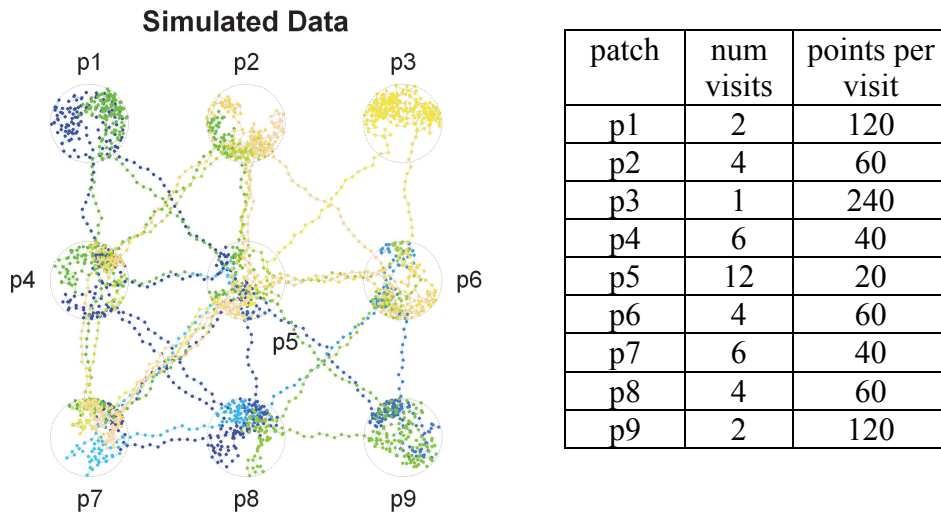 Simulated Data
p1 p2 p3
p4 p6
p5
p7 p8 p9
patch num visits points per visit
p1 2 120
p2 4 60
p3 1 240
p4 6 40
p5 12 20
p6 4 60
p7 6 40
p8 4 60
p9 2 120